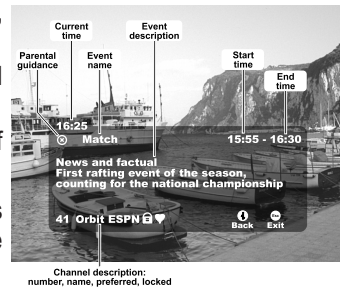 Current time
Event description
Parental guidance
Event name
Start time
End time
16:25
Match
15:55 - 16:30
News and factual
First rafting event of the season,
counting for the national championship
41 Orbit ESPN
Back
Exit
Channel description:
number, name, preferred, locked